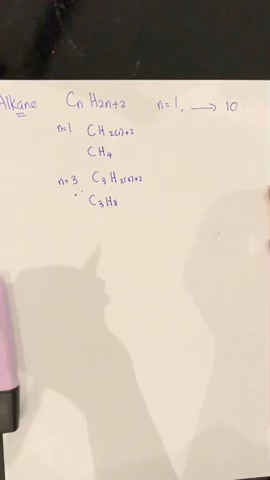 Alkane CnH2n+2 n=1, → 10
n=1 CH2(1)+2
CH4
n=3 C3H2(3)+2
C3H8